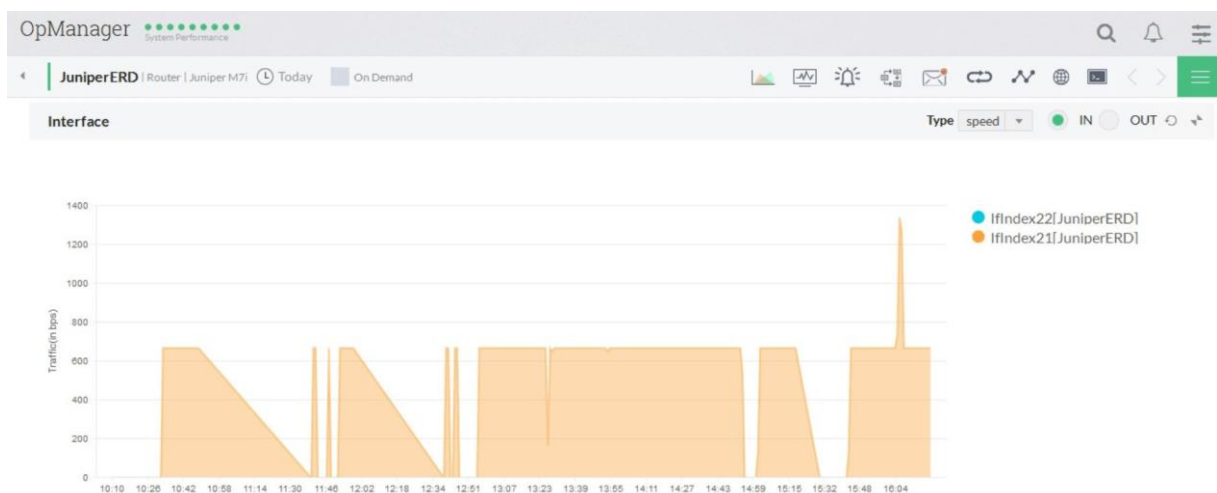 OpManager
System Performance
JuniperERD | Router | Juniper M7i Today On Demand
Interface
Type speed IN OUT
1400
1200
1000
800
600
400
200
0
Traffic(in bps)
IfIndex22[JuniperERD]
IfIndex21[JuniperERD]
10:10 10:26 10:42 10:58 11:14 11:30 11:46 12:02 12:18 12:34 12:51 13:07 13:23 13:39 13:55 14:11 14:27 14:43 14:59 15:15 15:32 15:48 16:04